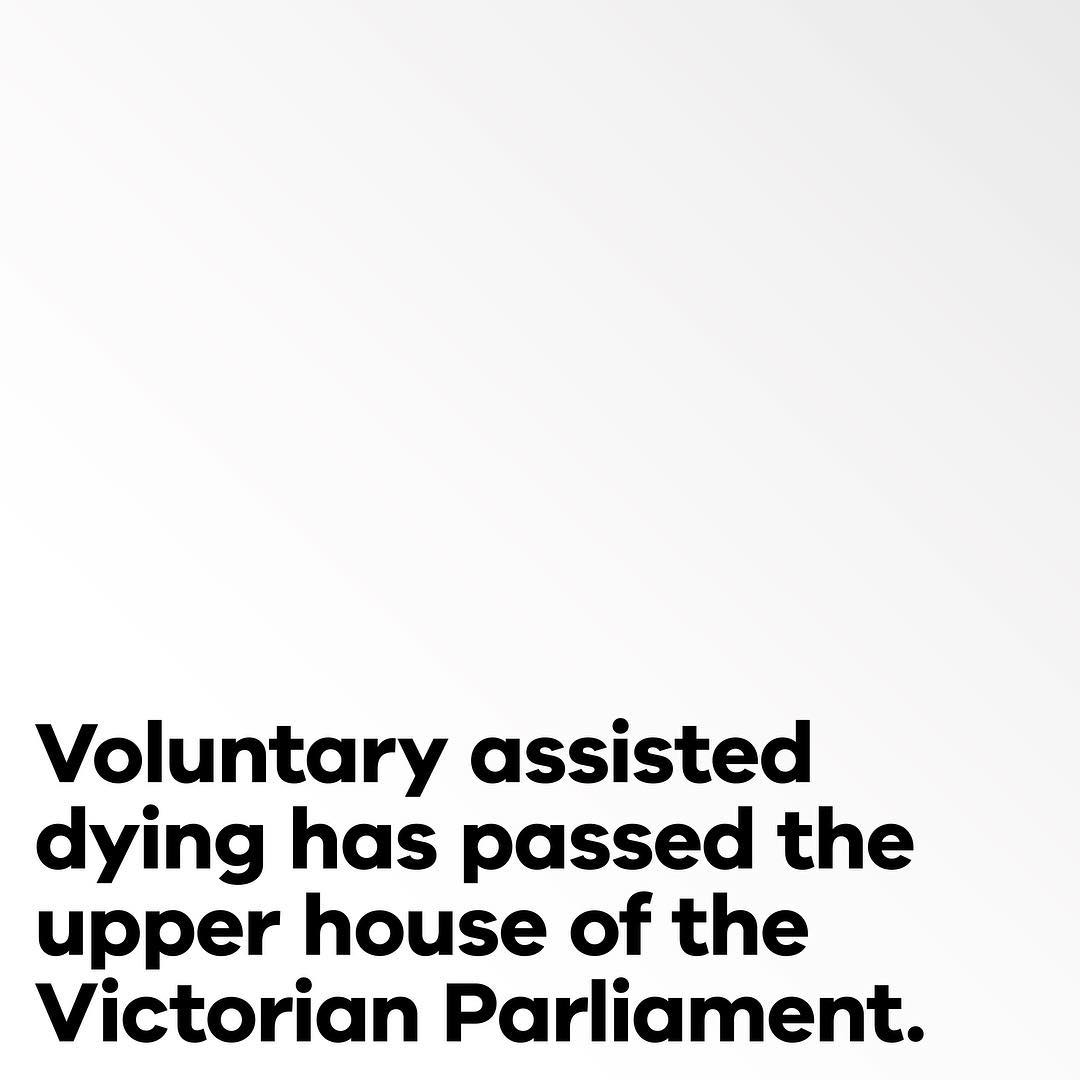 Voluntary assisted
dying has passed the
upper house of the
Victorian Parliament.